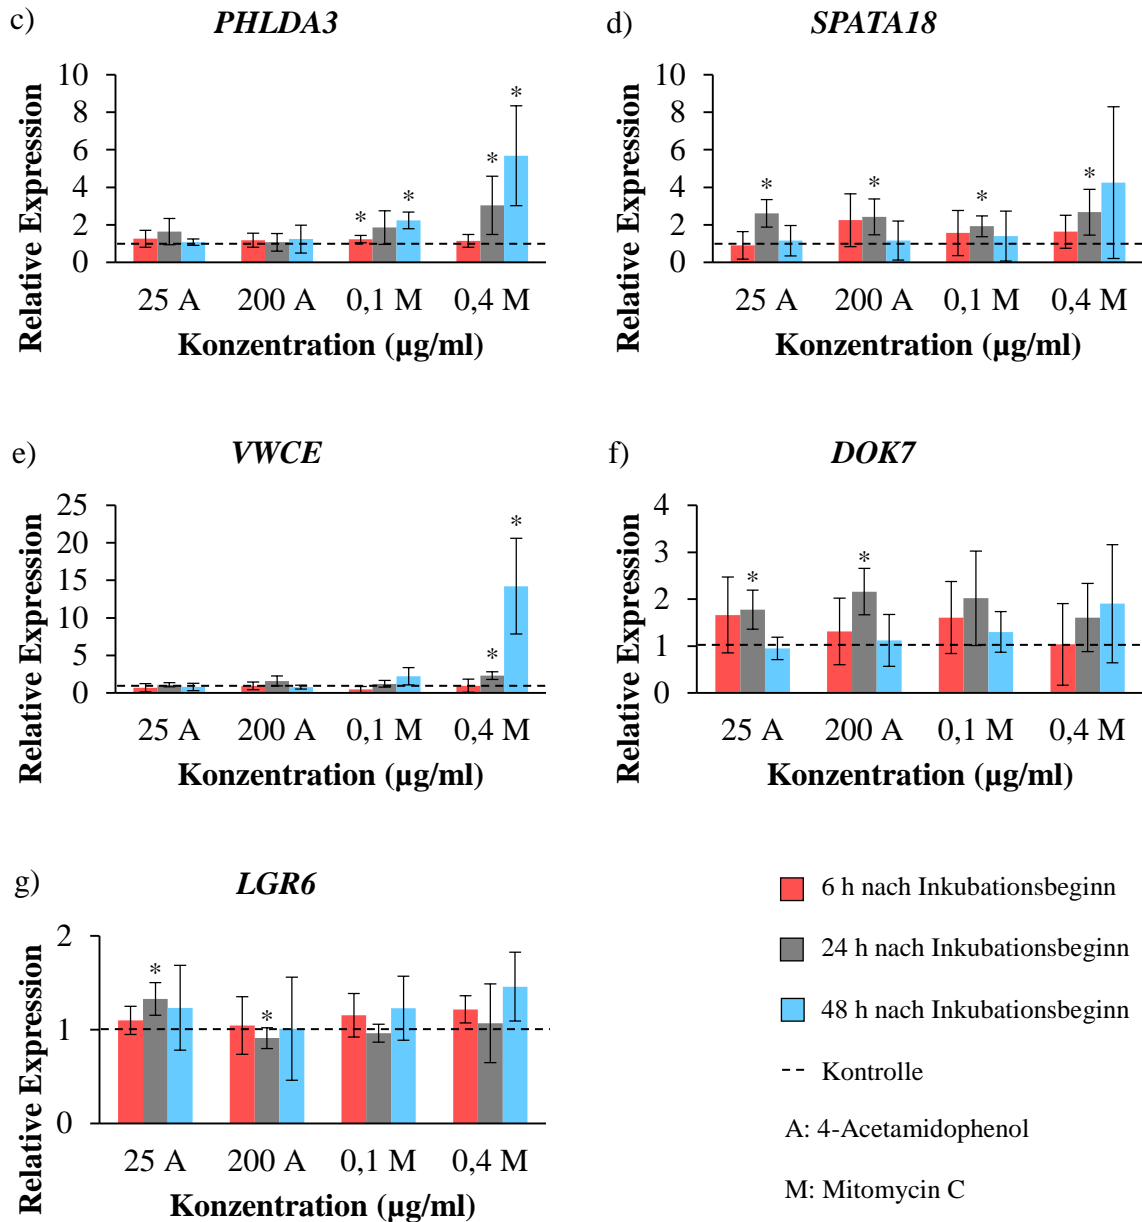 c) PHLDA3
Relative Expression
10
8
6
4
2
0
* * * *
25 A 200 A 0,1 M 0,4 M
Konzentration (µg/ml)
d) SPATA18
Relative Expression
10
8
6
4
2
0
* * * *
25 A 200 A 0,1 M 0,4 M
Konzentration (µg/ml)
e) VWCE
Relative Expression
25
20
15
10
5
0
* *
25 A 200 A 0,1 M 0,4 M
Konzentration (µg/ml)
f) DOK7
Relative Expression
4
3
2
1
0
* *
25 A 200 A 0,1 M 0,4 M
Konzentration (µg/ml)
g) LGR6
Relative Expression
2
1
0
* *
25 A 200 A 0,1 M 0,4 M
Konzentration (µg/ml)
6 h nach Inkubationsbeginn
24 h nach Inkubationsbeginn
48 h nach Inkubationsbeginn
Kontrolle
A: 4-Acetamidophenol
M: Mitomycin C